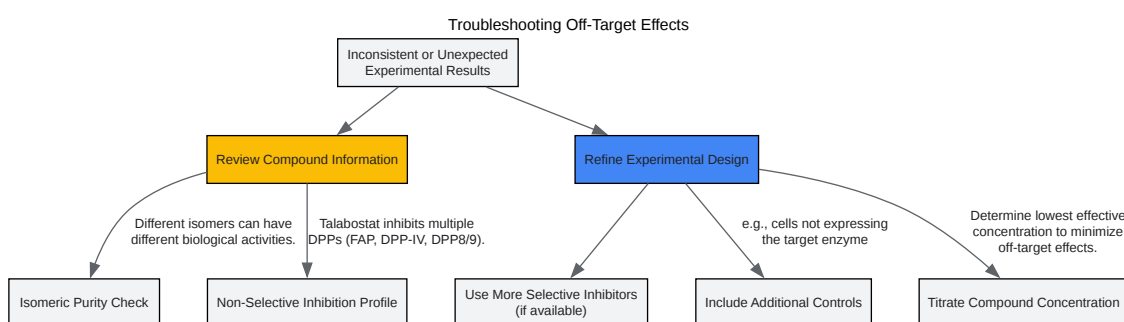 Troubleshooting Off-Target Effects
Inconsistent or Unexpected
Experimental Results
Review Compound Information
Refine Experimental Design
Different isomers can have
different biological activities.
Talabostat inhibits multiple
DPPs (FAP, DPP-IV, DPP8/9).
e.g., cells not expressing
the target enzyme
Determine lowest effective
concentration to minimize
off-target effects.
Isomeric Purity Check
Non-Selective Inhibition Profile
Use More Selective Inhibitors
(if available)
Include Additional Controls
Titrate Compound Concentration